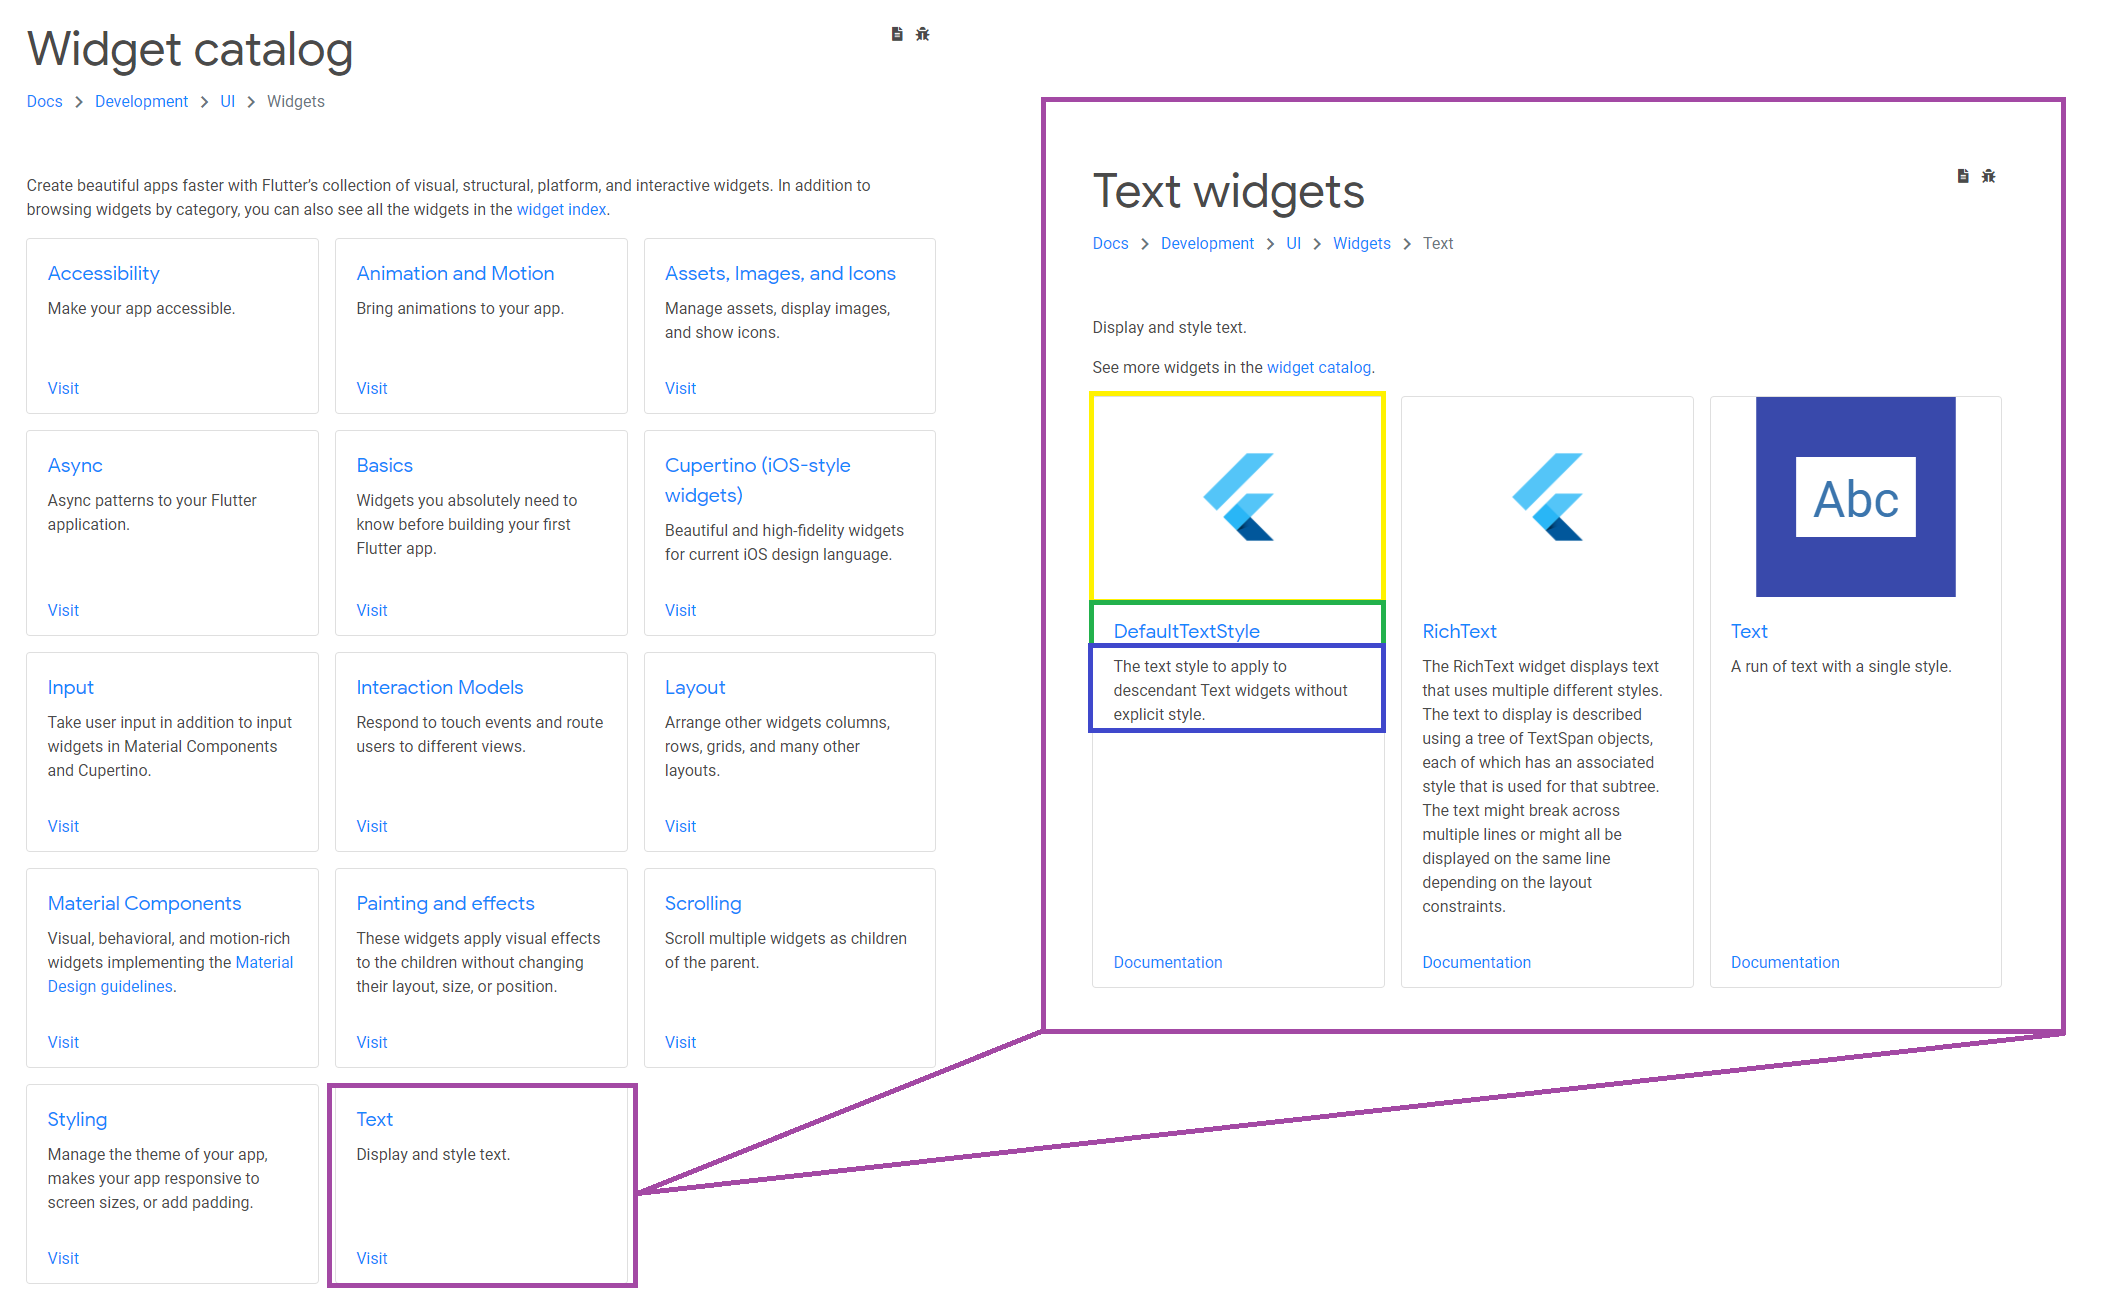 Widget catalog
Docs > Development > UI > Widgets
Create beautiful apps faster with Flutter's collection of visual, structural, platform, and interactive widgets. In addition to
browsing widgets by category, you can also see all the widgets in the widget index.
Accessibility
Make your app accessible.
Visit
Animation and Motion
Bring animations to your app.
Visit
Assets, Images, and Icons
Manage assets, display images,
and show icons.
Visit
Async
Async patterns to your Flutter
application.
Visit
Basics
Widgets you absolutely need to
know before building your first
Flutter app.
Visit
Cupertino (iOS-style
widgets)
Beautiful and high-fidelity widgets
for current iOS design language.
Visit
Input
Take user input in addition to input
widgets in Material Components
and Cupertino.
Visit
Interaction Models
Respond to touch events and route
users to different views.
Visit
Layout
Arrange other widgets columns,
rows, grids, and many other
layouts.
Visit
Material Components
Visual, behavioral, and motion-rich
widgets implementing the Material
Design guidelines.
Visit
Painting and effects
These widgets apply visual effects
to the children without changing
their layout, size, or position.
Visit
Scrolling
Scroll multiple widgets as children
of the parent.
Visit
Styling
Manage the theme of your app,
makes your app responsive to
screen sizes, or add padding.
Visit
Text
Display and style text.
Visit
Text widgets
Docs > Development > UI > Widgets > Text
Display and style text.
See more widgets in the widget catalog.
DefaultTextStyle
The text style to apply to
descendant Text widgets without
explicit style.
Documentation
RichText
The RichText widget displays text
that uses multiple different styles.
The text to display is described
using a tree of TextSpan objects,
each of which has an associated
style that is used for that subtree.
The text might break across
multiple lines or might all be
displayed on the same line
depending on the layout
constraints.
Documentation
Abc
Text
A run of text with a single style.
Documentation